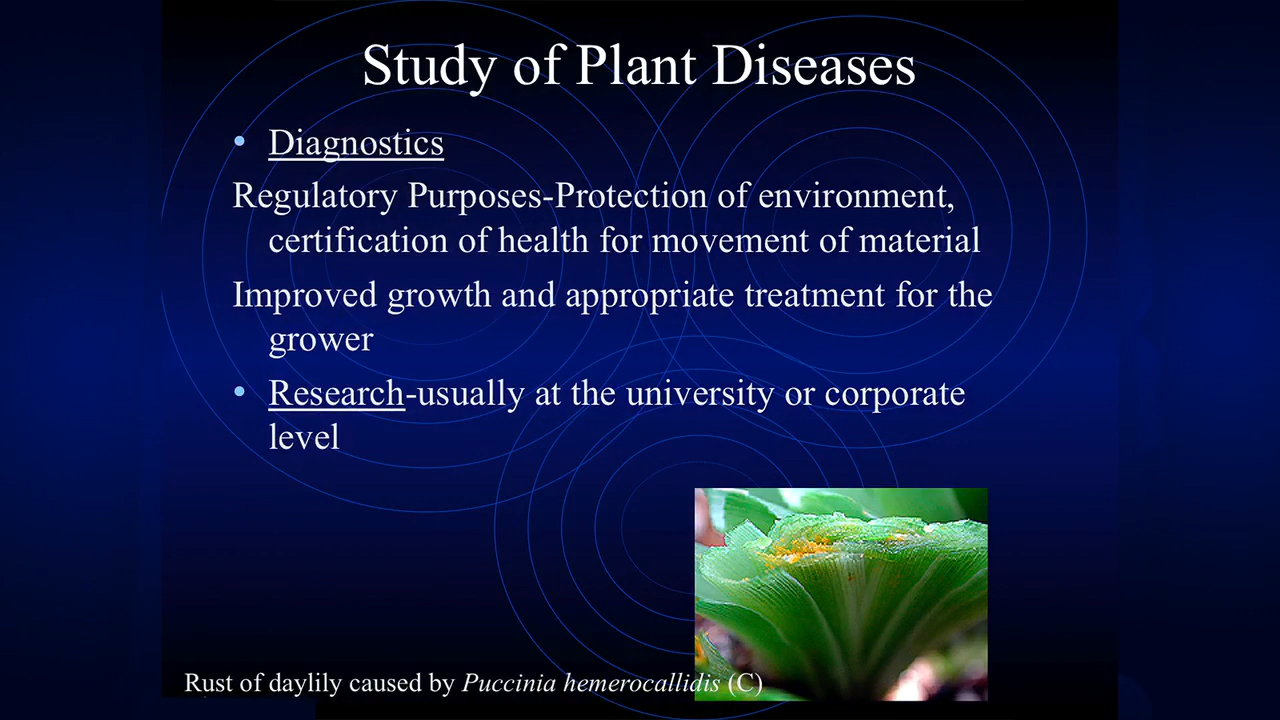 Study of Plant Diseases
• Diagnostics
Regulatory Purposes-Protection of environment,
certification of health for movement of material
Improved growth and appropriate treatment for the
grower
• Research-usually at the university or corporate
level
Rust of daylily caused by Puccinia hemerocallidis (C)